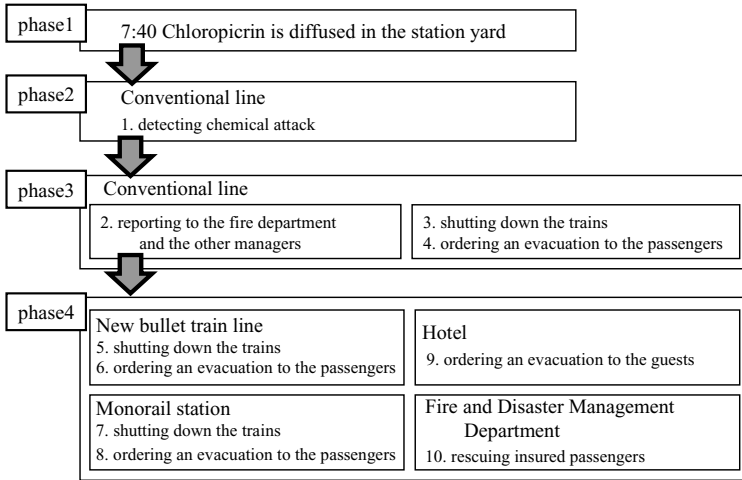 phase1
7:40 Chloropicrin is diffused in the station yard
phase2
Conventional line
1. detecting chemical attack
phase3
Conventional line
2. reporting to the fire department
and the other managers
3. shutting down the trains
4. ordering an evacuation to the passengers
phase4
New bullet train line
5. shutting down the trains
6. ordering an evacuation to the passengers
Hotel
9. ordering an evacuation to the guests
Monorail station
7. shutting down the trains
8. ordering an evacuation to the passengers
Fire and Disaster Management
Department
10. rescuing insured passengers